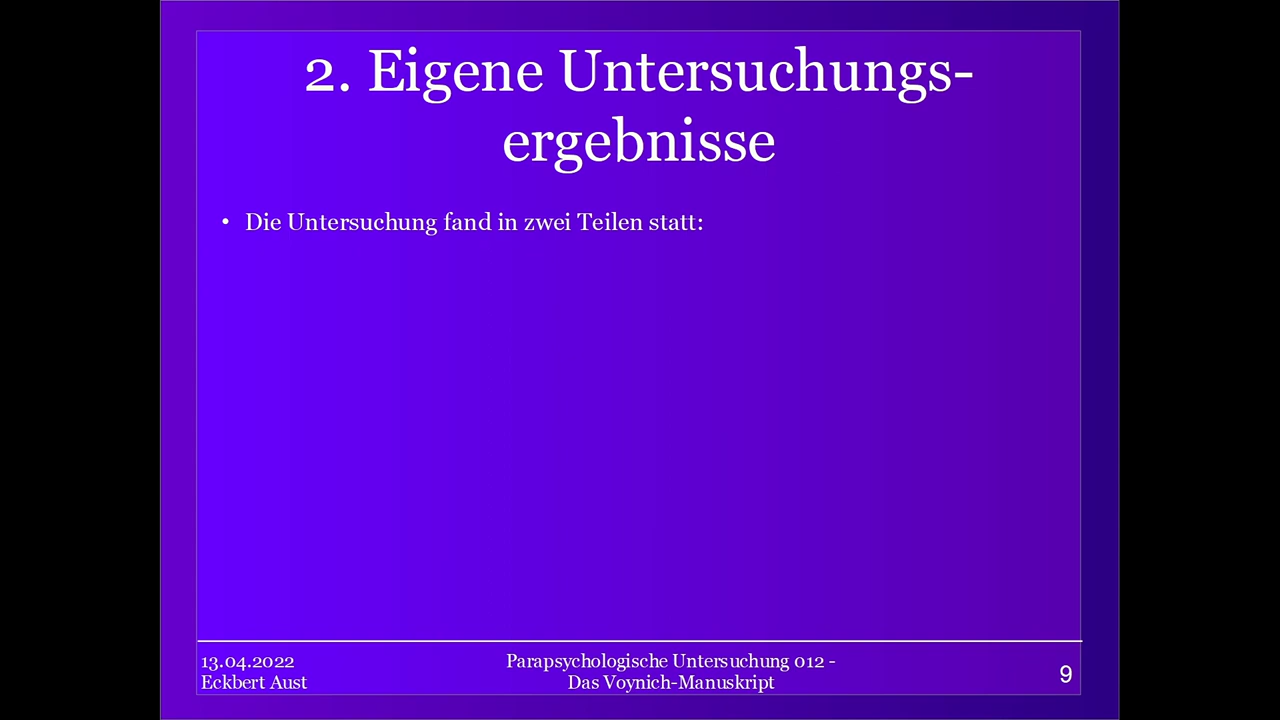 2. Eigene Untersuchungs-
ergebnisse
• Die Untersuchung fand in zwei Teilen statt:
13.04.2022
Eckbert Aust
Parapsychologische Untersuchung 012 -
Das Voynich-Manuskript
9